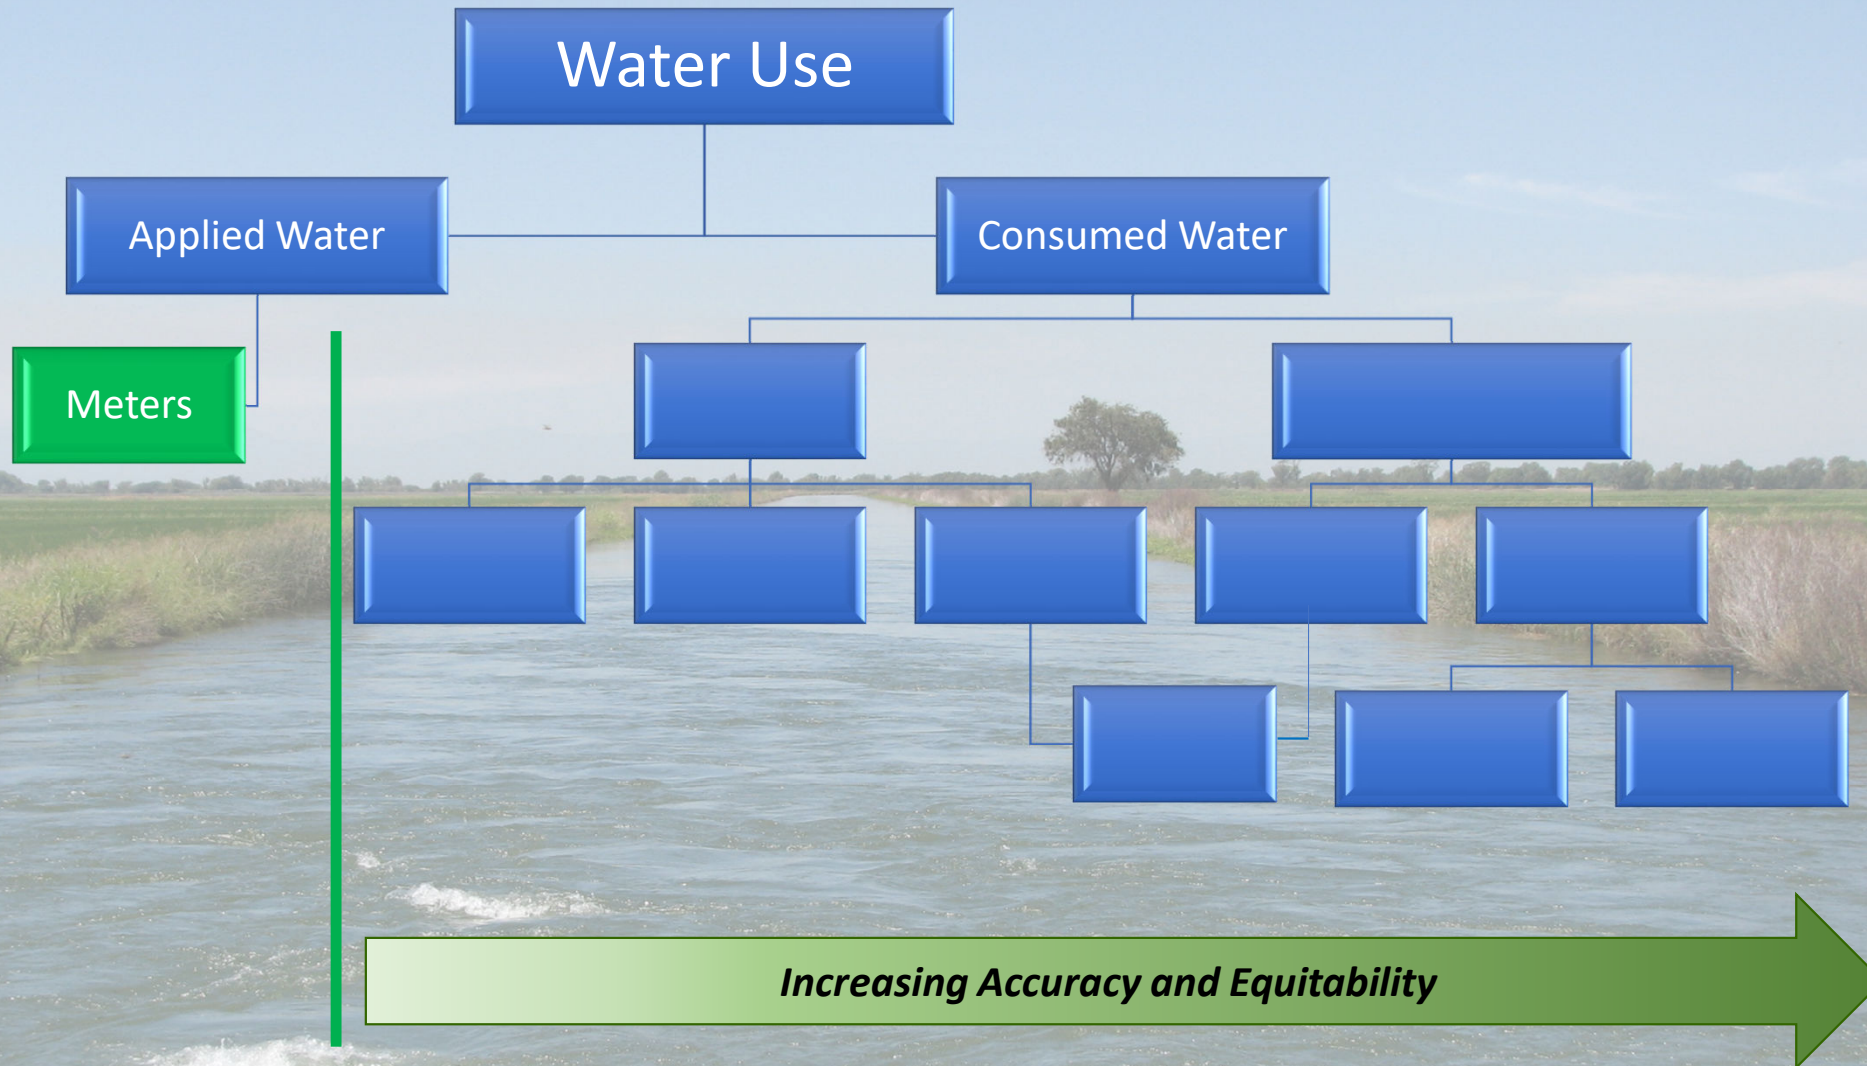 Water Use
Applied Water
Consumed Water
Meters
Increasing Accuracy and Equitability